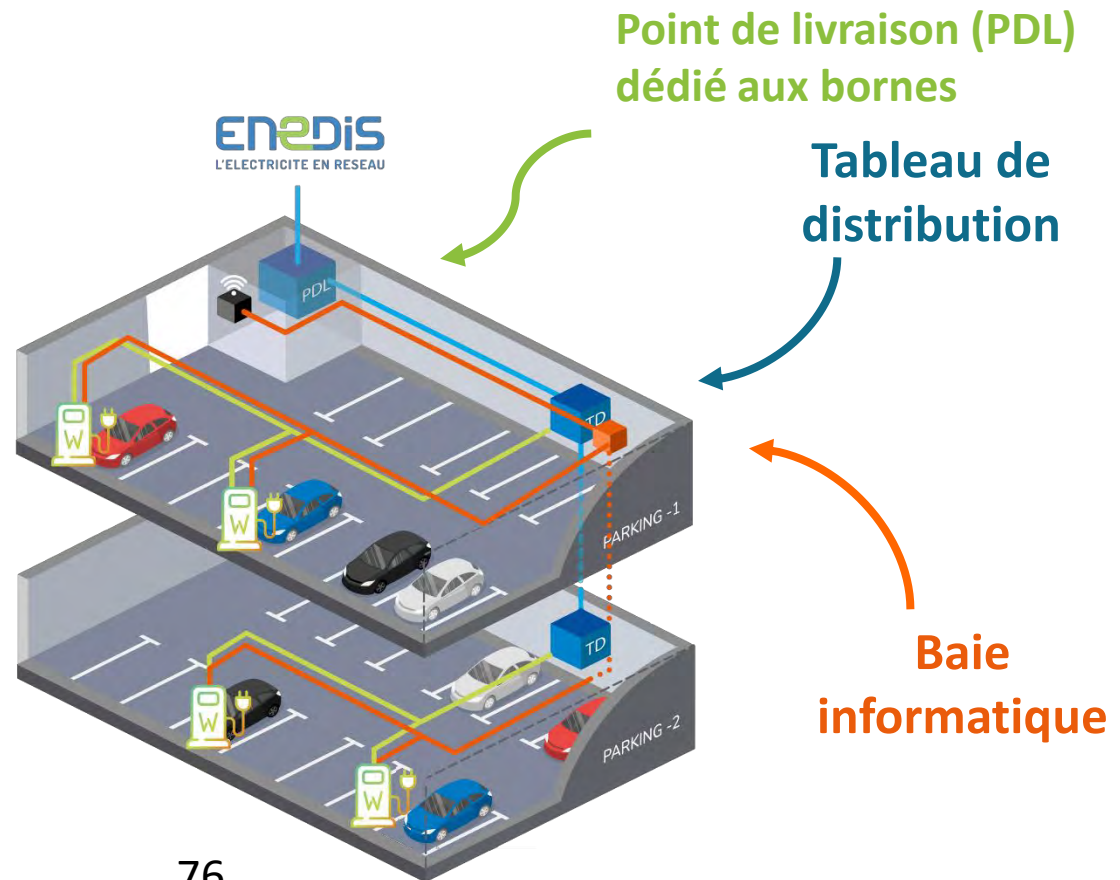 Point de livraison (PDL)
dédié aux bornes
ENEDIS
L'ELECTRICITE EN RESEAU
Tableau de
distribution
PDL
TD
W
W
PARKING -1
TD
Baie
informatique
W
W
PARKING -2
76